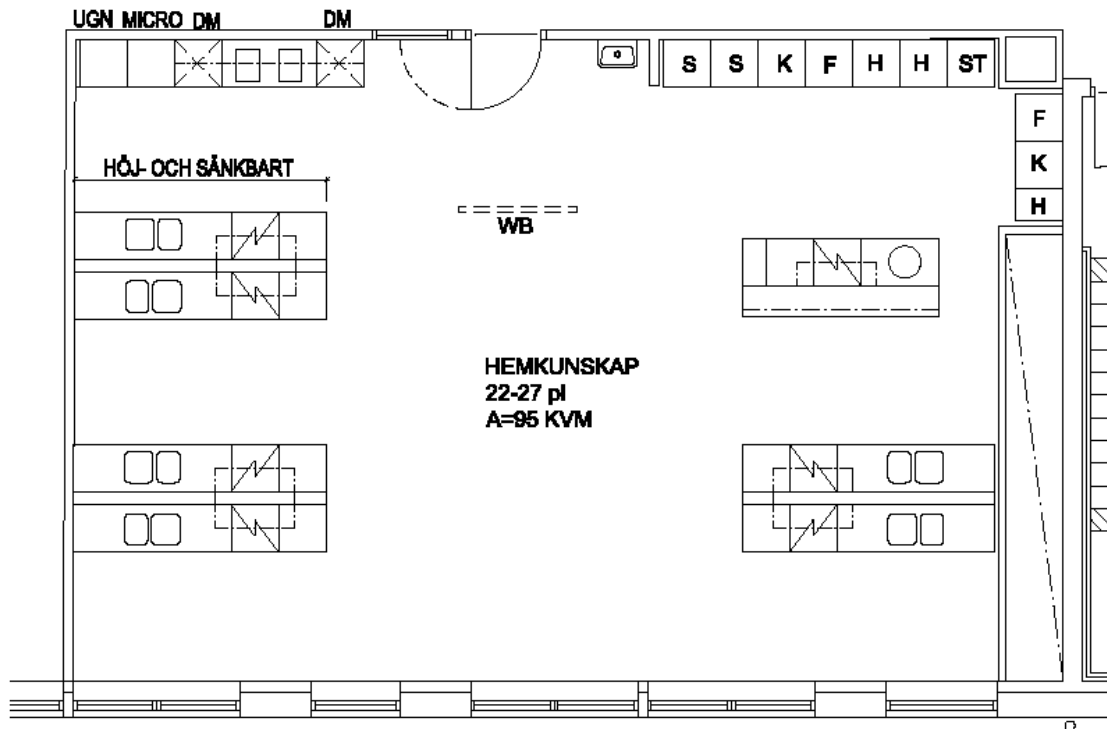 UGN MICRO DM DM
S S K F H H ST
F
K
H
HÖJ- OCH SÄNKBART
WB
HEMKUNSKAP
22-27 pl
A=95 KVM